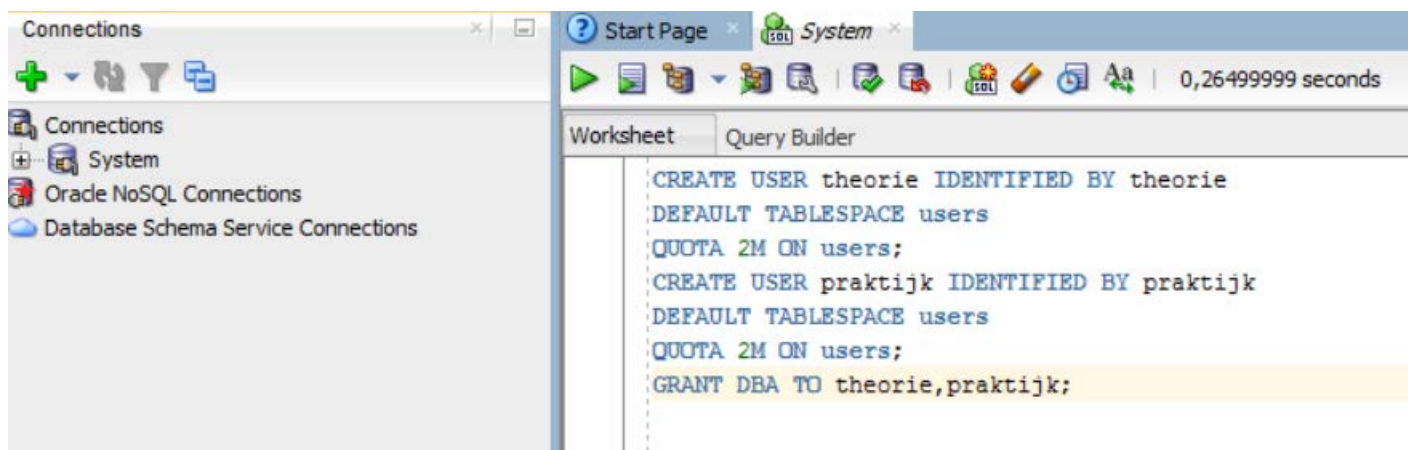 Connections
Start Page
System
0,26499999 seconds
Connections
System
Oracle NoSQL Connections
Database Schema Service Connections
Worksheet
Query Builder
CREATE USER theorie IDENTIFIED BY theorie
DEFAULT TABLESPACE users
QUOTA 2M ON users;
CREATE USER praktijk IDENTIFIED BY praktijk
DEFAULT TABLESPACE users
QUOTA 2M ON users;
GRANT DBA TO theorie,praktijk;